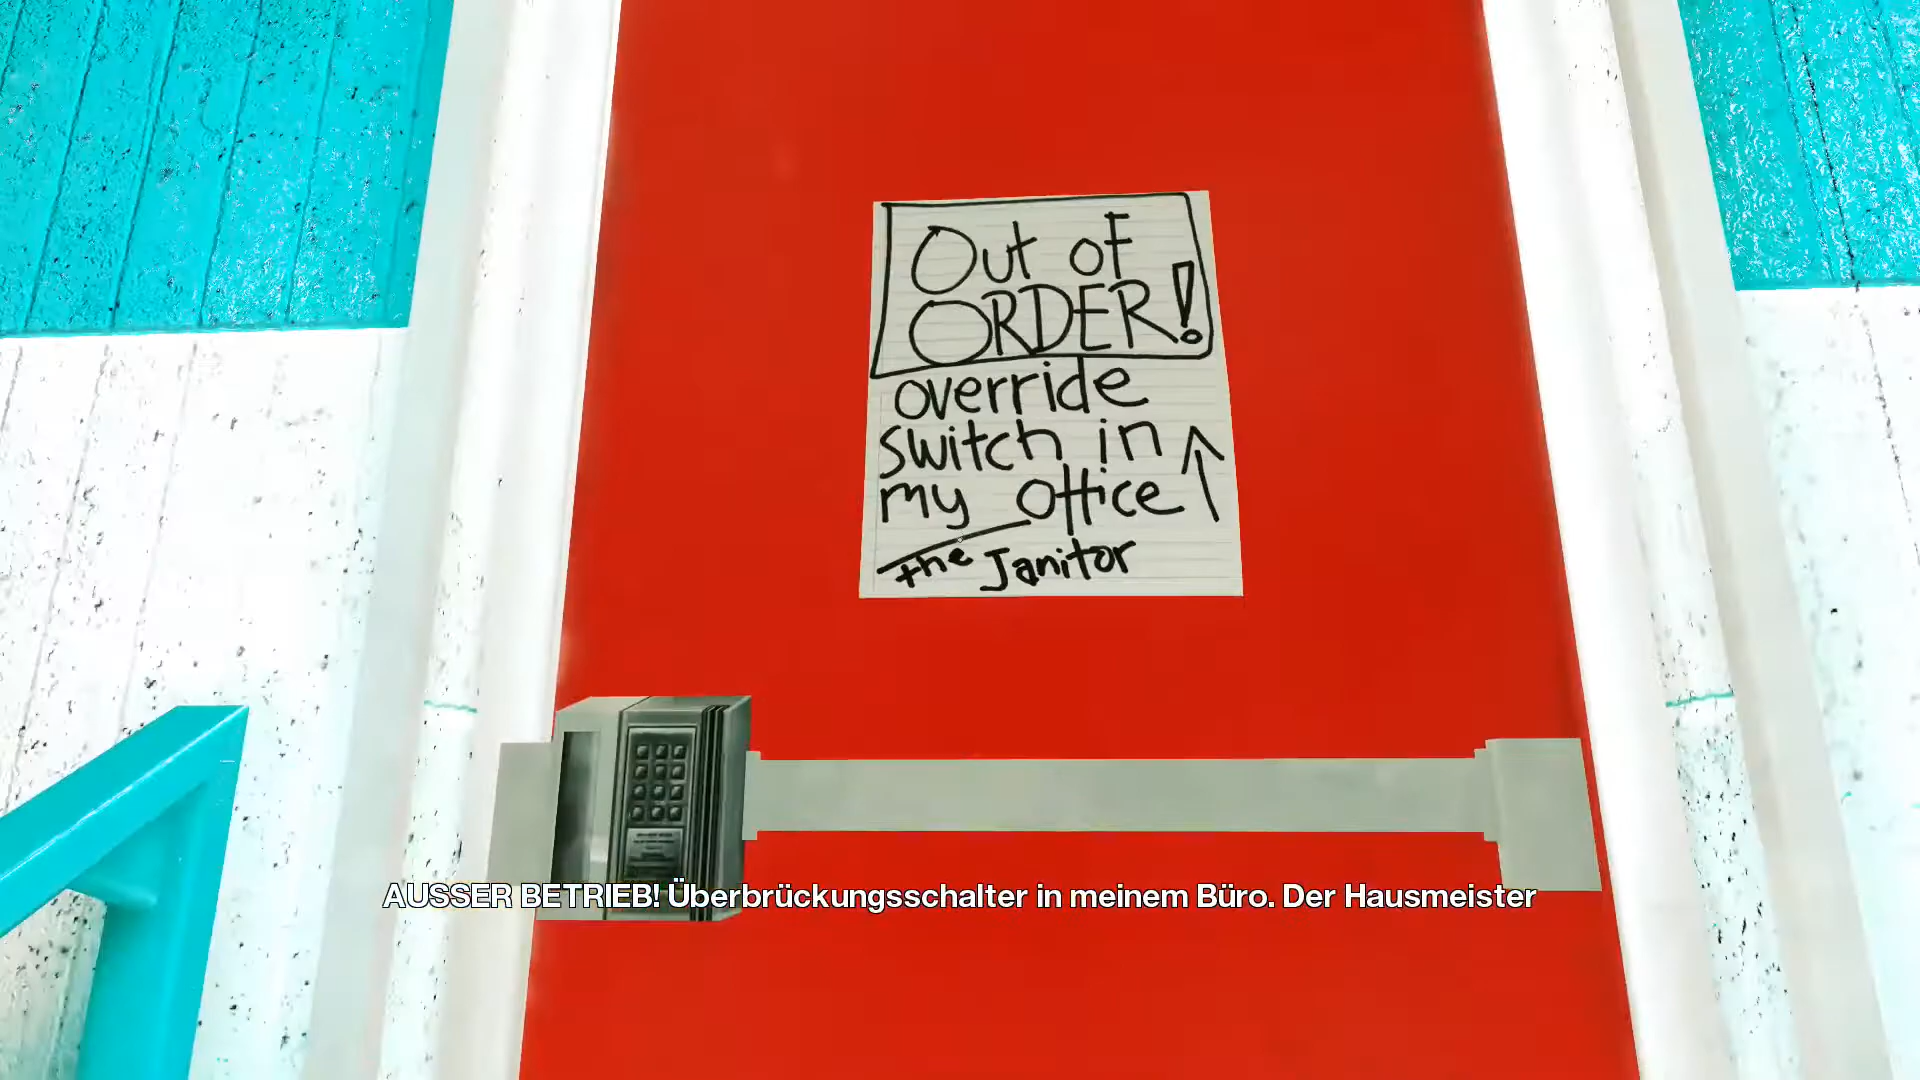 Out of
ORDER!
override
switch in
my office
the Janitor
AUSSER BETRIEB! Überbrückungsschalter in meinem Büro. Der Hausmeister